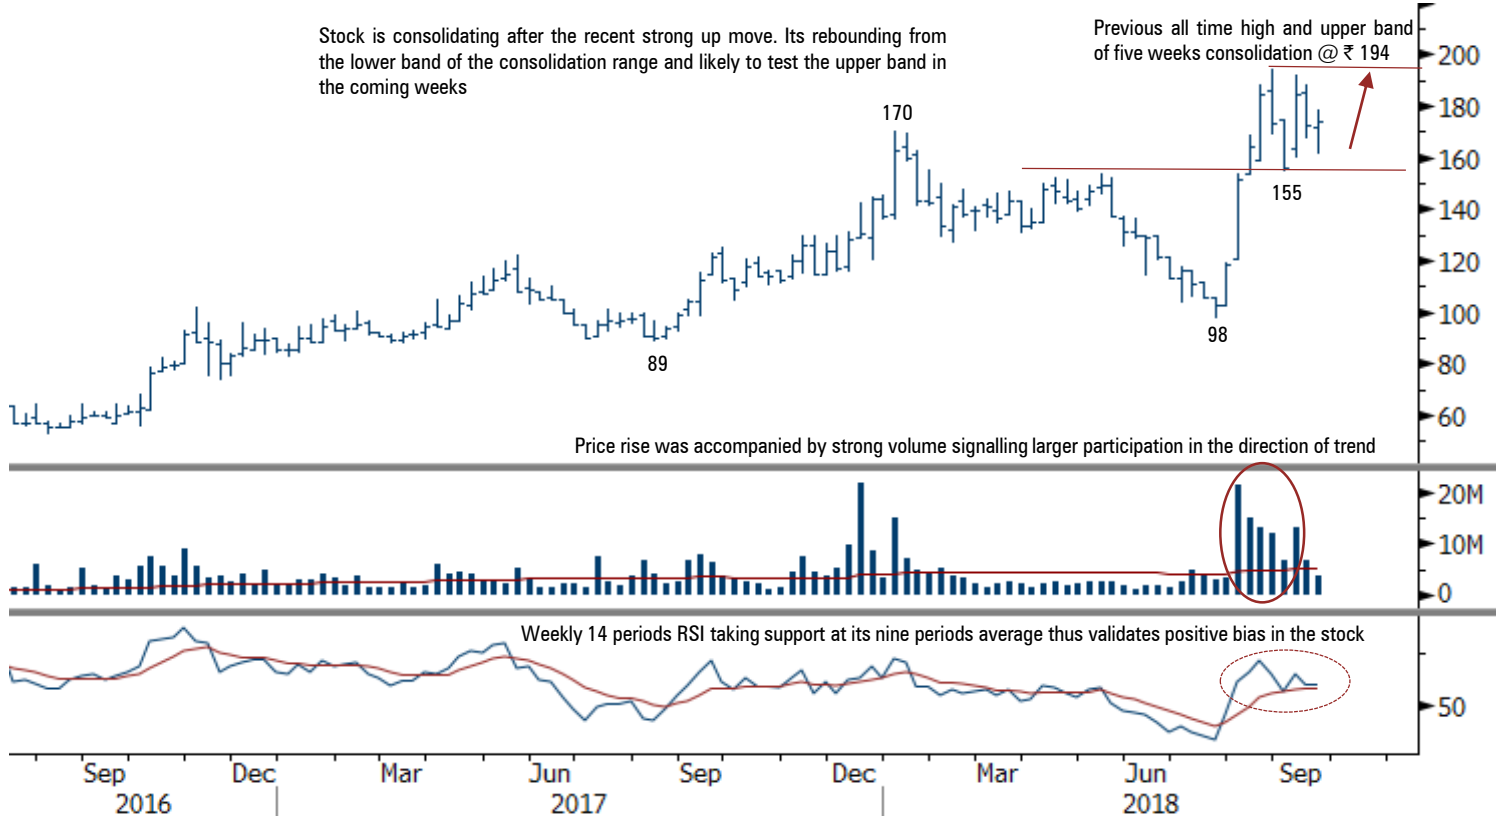 Stock is consolidating after the recent strong up move. Its rebounding from
the lower band of the consolidation range and likely to test the upper band in
the coming weeks
Previous all time high and upper band
of five weeks consolidation @ ₹ 194
200
180
170
160
155
140
120
100
98
89
80
60
Price rise was accompanied by strong volume signalling larger participation in the direction of trend
20M
10M
0
Weekly 14 periods RSI taking support at its nine periods average thus validates positive bias in the stock
50
Sep Dec Mar Jun Sep Dec Mar Jun Sep
2016 2017 2018